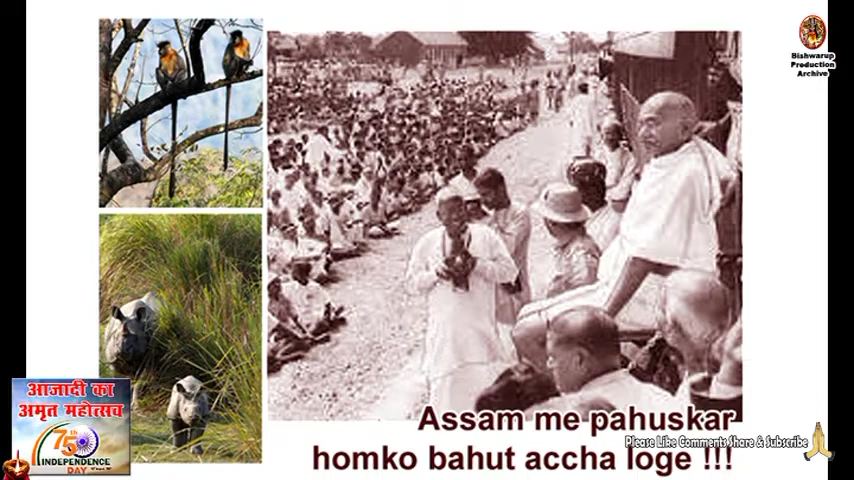 Bishwarup
Production
Archive
Assam me pahuskar
Please Like Comments Share & Subscribe
homko bahut accha loge !!!
आजादी का
अमृत महोत्सव
75th
INDEPENDENCE
DAY